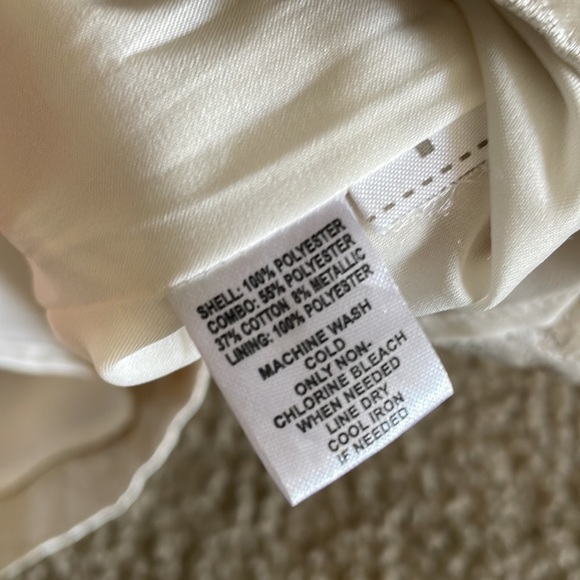 SHELL: 100% POLYESTER
COMBO: 55% POLYESTER
37% COTTON 8% METALLIC
LINING: 100% POLYESTER
MACHINE WASH
COLD
ONLY NON-
CHLORINE BLEACH
WHEN NEEDED
LINE DRY
COOL IRON
IF NEEDED